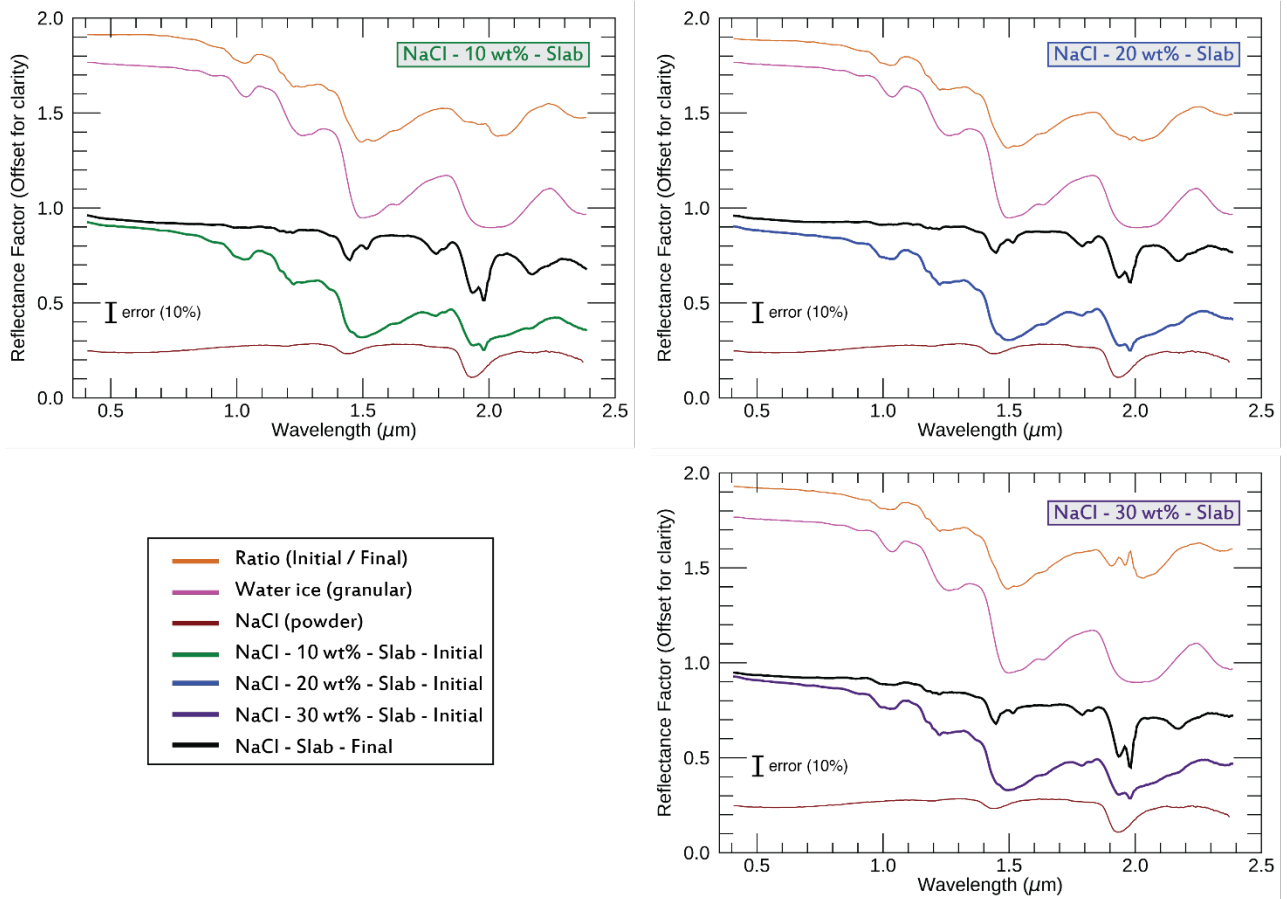 NaCl - 10 wt% - Slab
Reflectance Factor (Offset for clarity)
2.0
1.5
1.0
0.5
0.0
error (10%)
0.5 1.0 1.5 2.0 2.5
Wavelength (µm)
NaCl - 20 wt% - Slab
Reflectance Factor (Offset for clarity)
2.0
1.5
1.0
0.5
0.0
error (10%)
0.5 1.0 1.5 2.0 2.5
Wavelength (µm)
Ratio (Initial / Final)
Water ice (granular)
NaCl (powder)
NaCl - 10 wt% - Slab - Initial
NaCl - 20 wt% - Slab - Initial
NaCl - 30 wt% - Slab - Initial
NaCl - Slab - Final
NaCl - 30 wt% - Slab
Reflectance Factor (Offset for clarity)
2.0
1.5
1.0
0.5
0.0
error (10%)
0.5 1.0 1.5 2.0 2.5
Wavelength (µm)